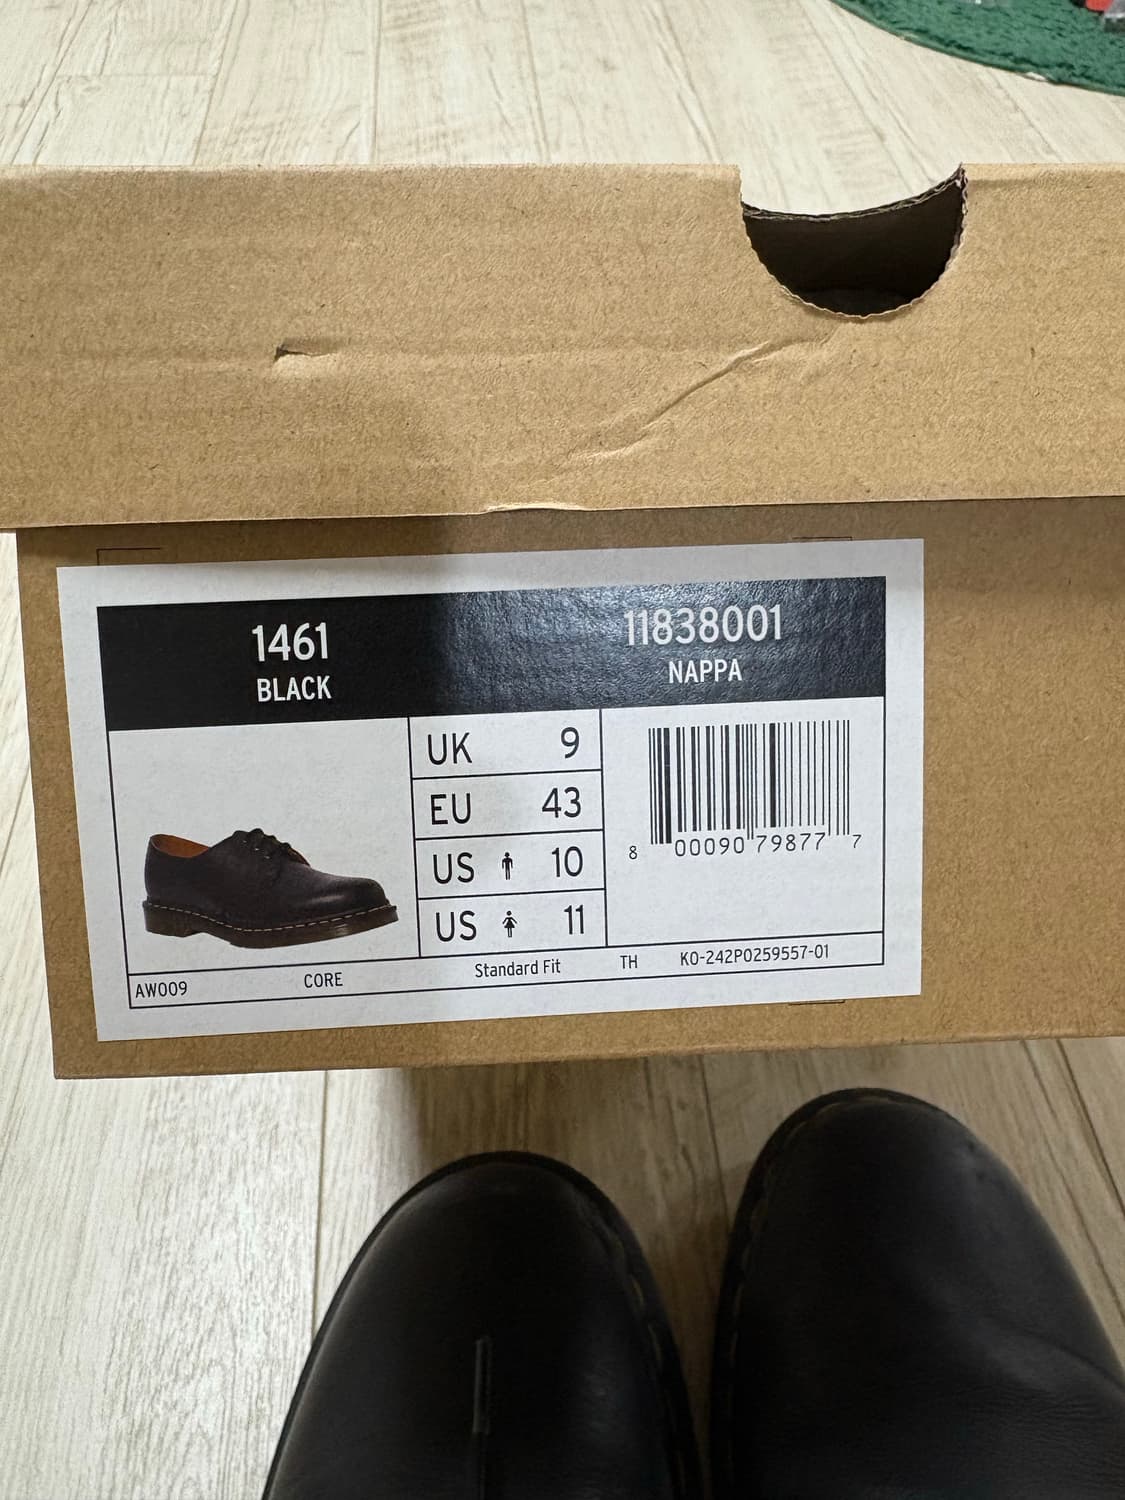 1461
BLACK
11838001
NAPPA
UK 9
EU 43
US 10
US 11
8 00090 79877 7
AW009 CORE Standard Fit TH KO-242P0259557-01